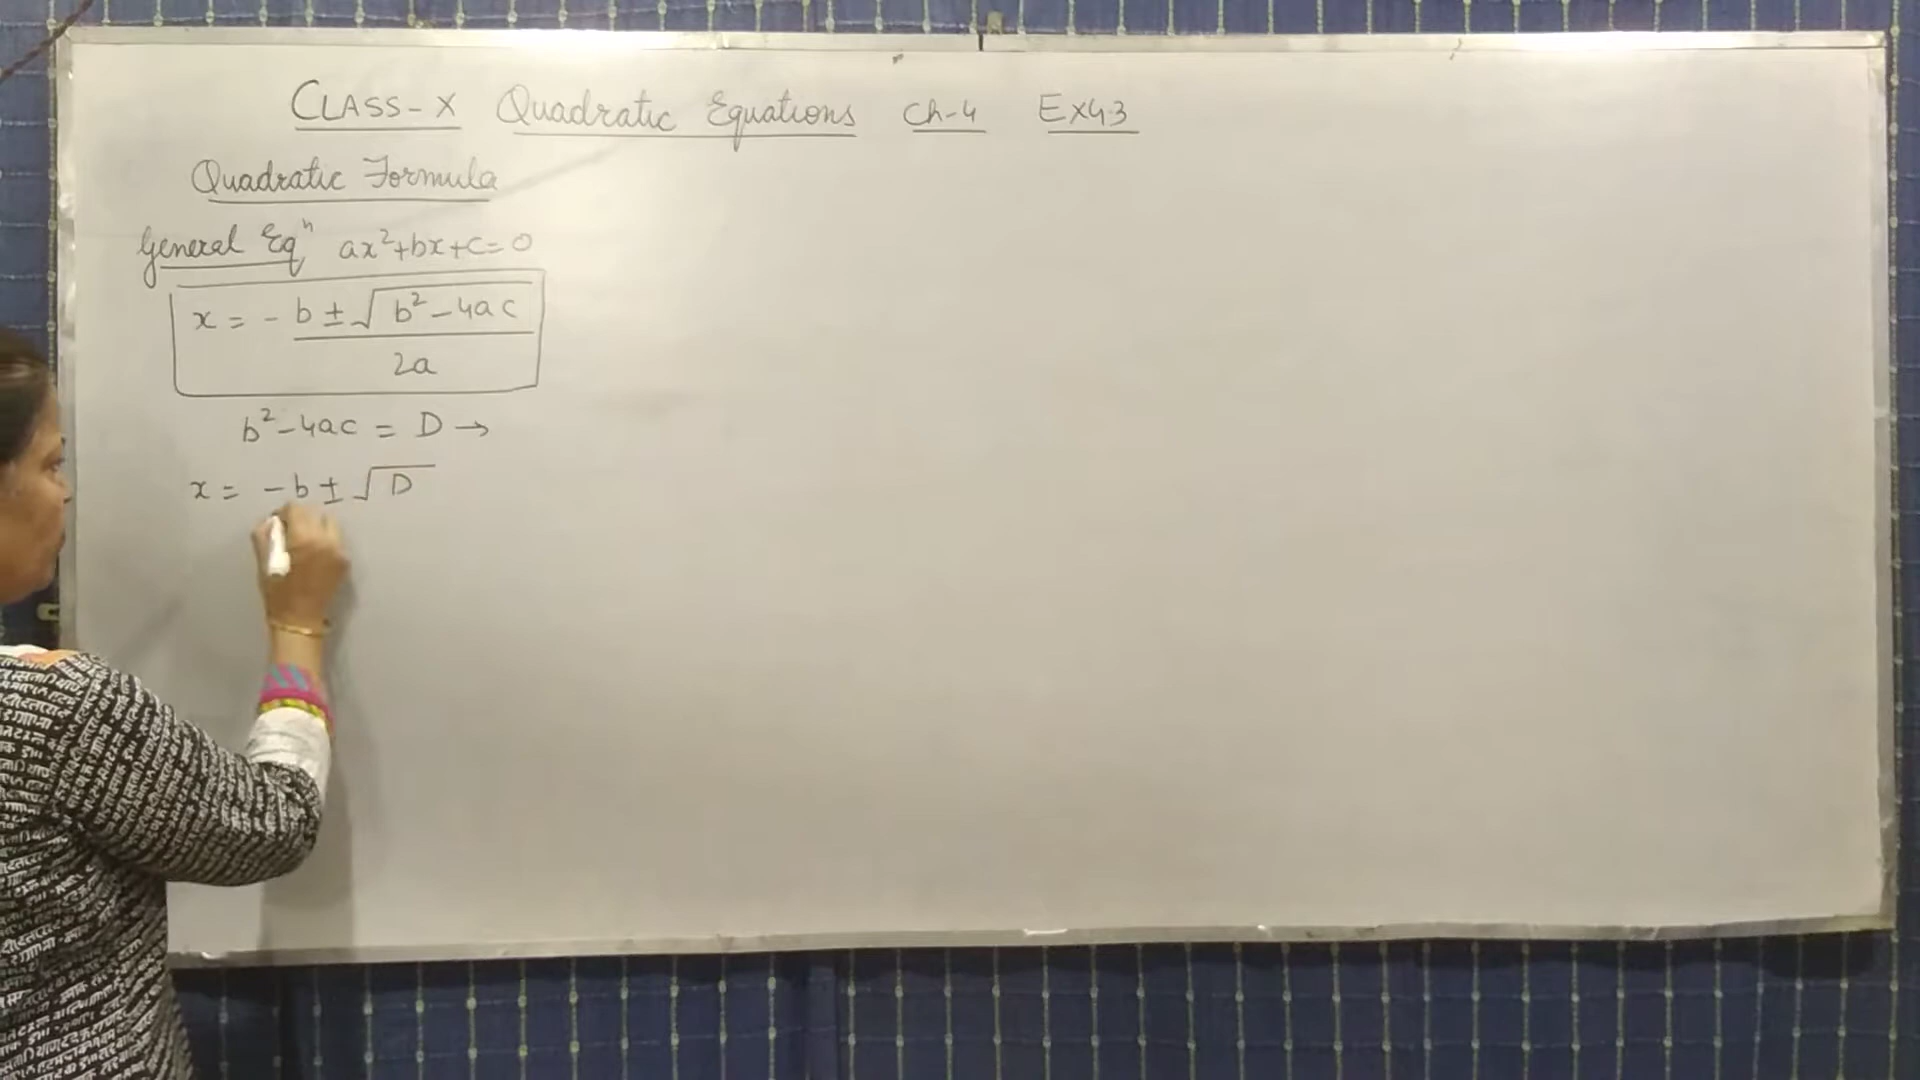 CLASS-X Quadratic Equations Ch-4 Ex4.3
Quadratic Formula
General Eqⁿ ax²+bx+c=0
x = -b±√b²-4ac
2a
b²-4ac = D →
x = -b±√D